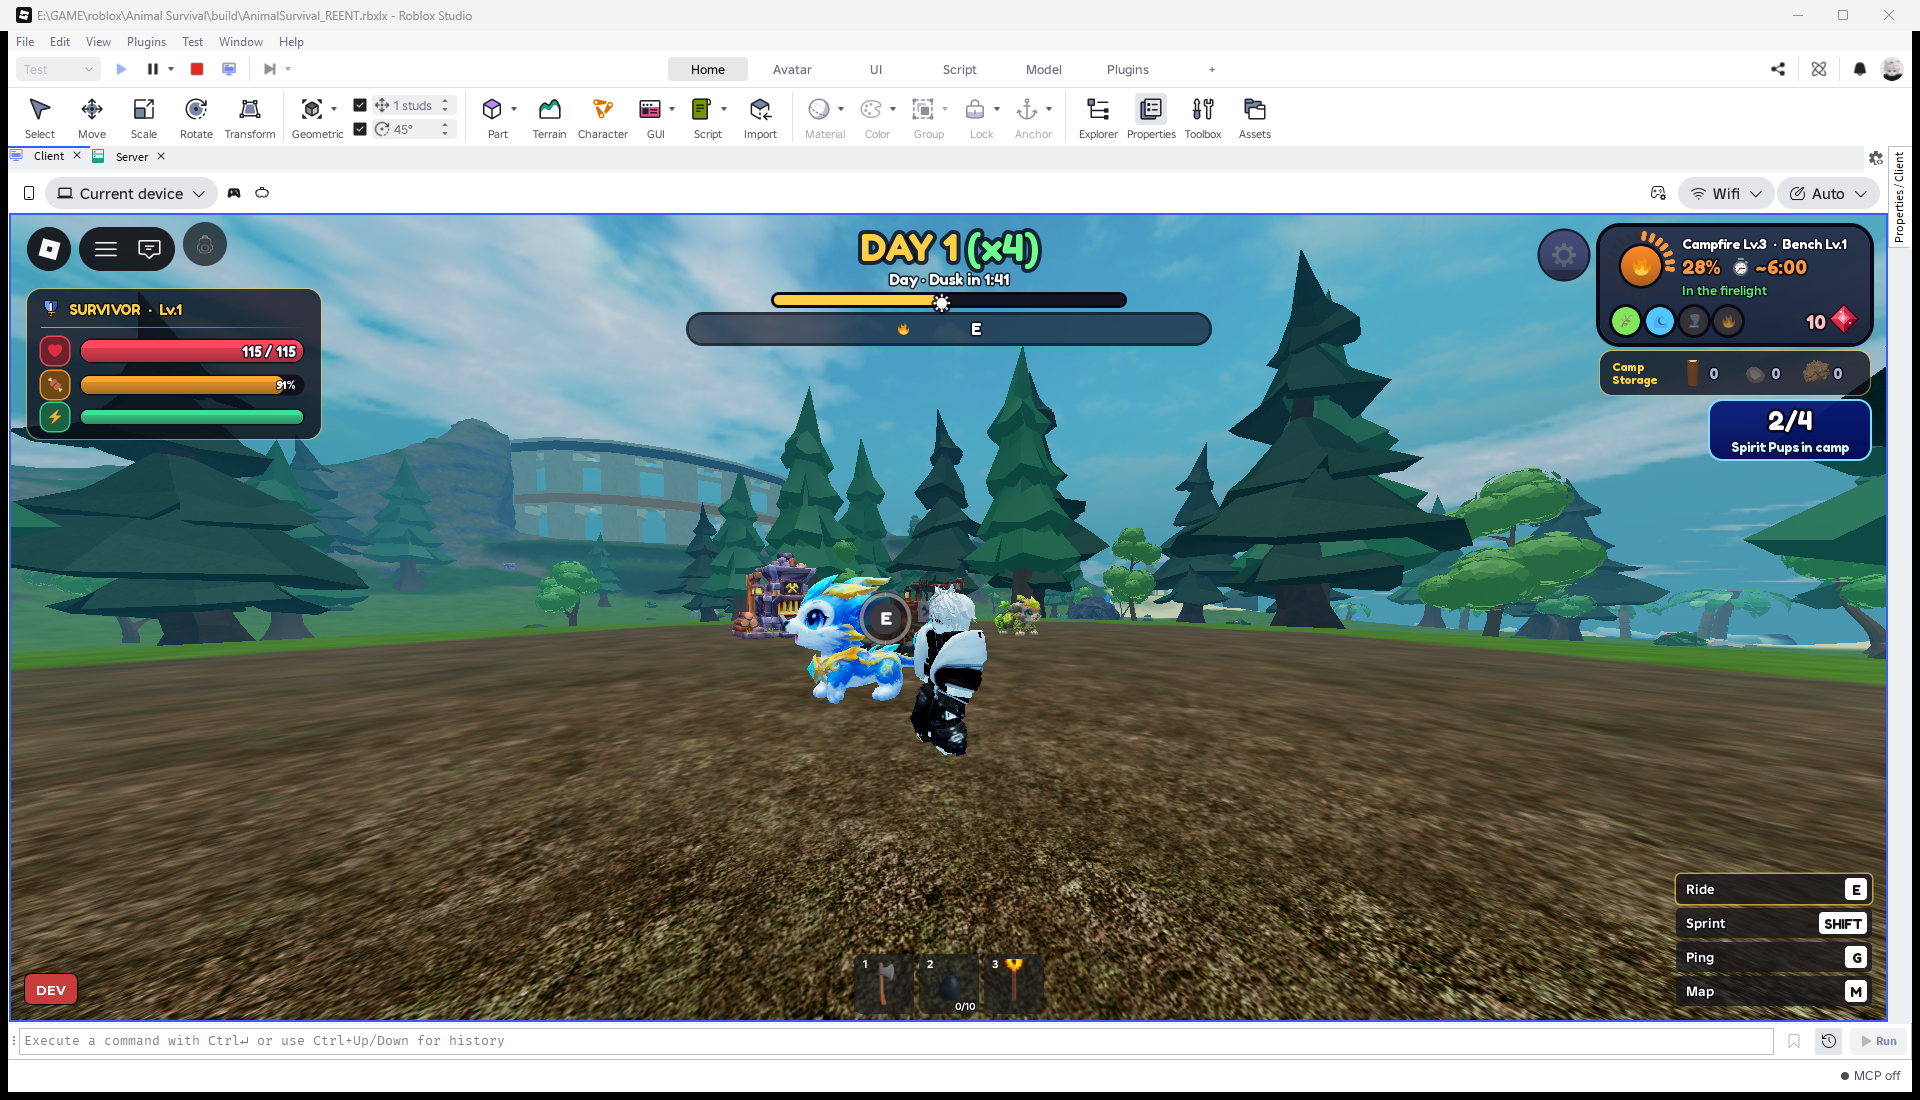 E:\GAME\roblox\Animal Survival\build\AnimalSurvival_REENT.rbxlx - Roblox Studio
File Edit View Plugins Test Window Help
Test
Home Avatar UI Script Model Plugins +
Select Move Scale Rotate Transform Geometric 1 studs 45° Part Terrain Character GUI Script Import Material Color Group Lock Anchor Explorer Properties Toolbox Assets
Client Server
Properties / Client
Current device Wifi Auto
DAY 1 (x4)
Day · Dusk in 1:41
E
SURVIVOR · Lv.1
115 / 115
91%
Campfire Lv.3 · Bench Lv.1
28% ~6:00
In the firelight
10
Camp Storage 0 0 0
2/4
Spirit Pups in camp
E
Ride E
Sprint SHIFT
Ping G
Map M
DEV
1 2 3
0/10
Execute a command with Ctrl↵ or use Ctrl+Up/Down for history
Run
MCP off